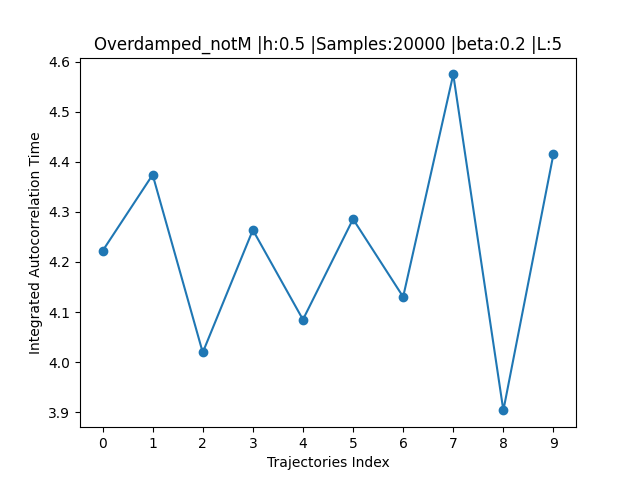 Overdamped_notM |h:0.5 |Samples:20000 |beta:0.2 |L:5
4.6
4.5
4.4
4.3
4.2
4.1
4.0
3.9
Integrated Autocorrelation Time
0 1 2 3 4 5 6 7 8 9
Trajectories Index